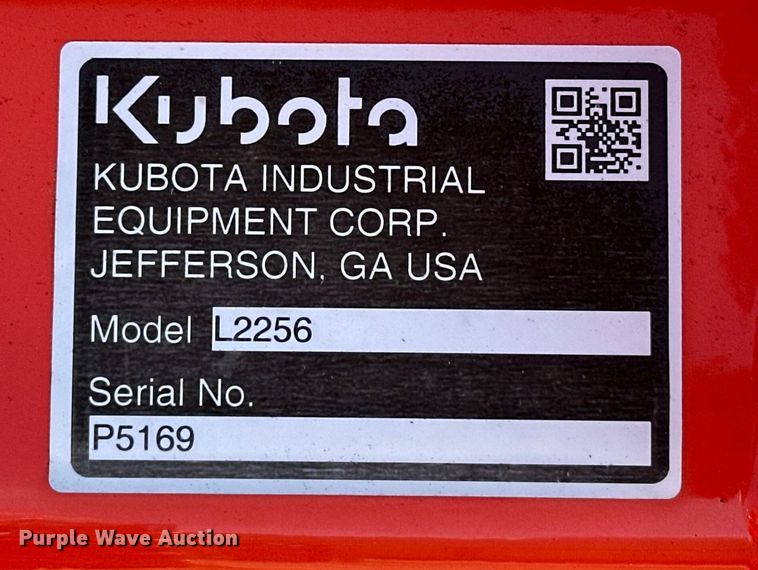 Kubota
KUBOTA INDUSTRIAL
EQUIPMENT CORP.
JEFFERSON, GA USA
Model L2256
Serial No.
P5169
Purple Wave Auction